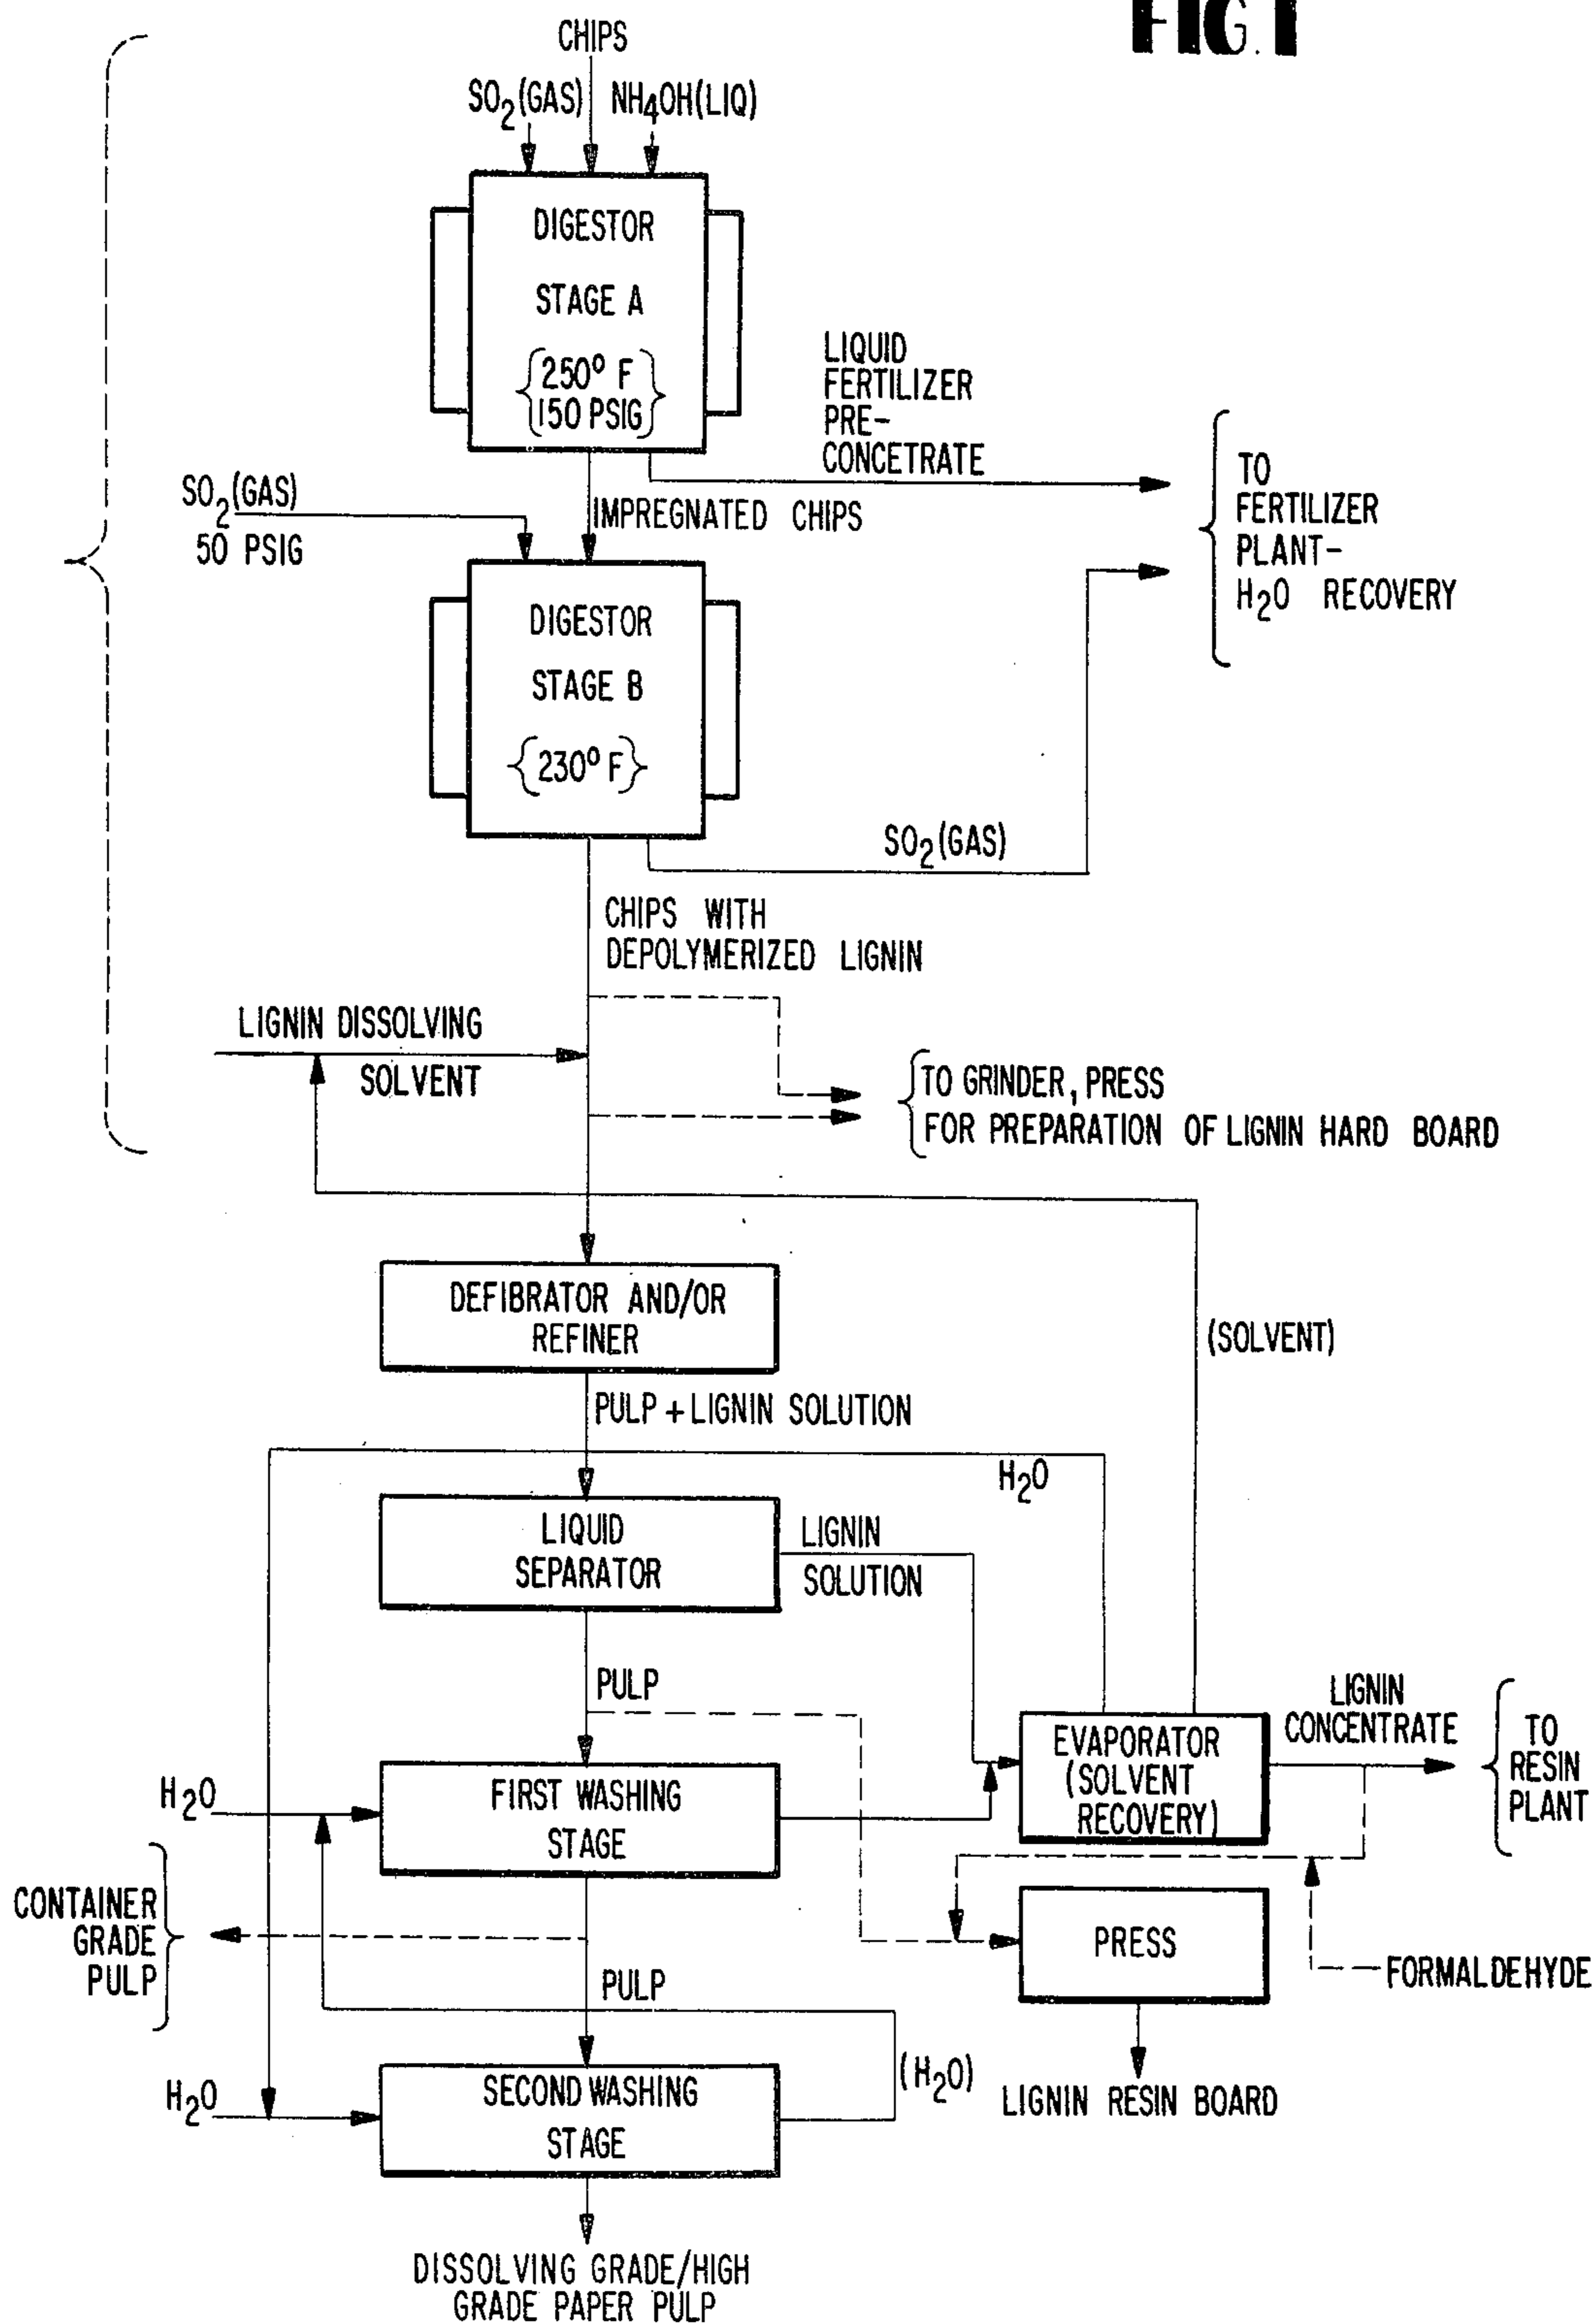 FIG. 1
CHIPS
SO2(GAS) NH4OH(LIQ)
DIGESTOR
STAGE A
250° F
150 PSIG
LIQUID
FERTILIZER
PRE-
CONCETRATE
TO
FERTILIZER
PLANT-
H2O RECOVERY
SO2(GAS)
50 PSIG
IMPREGNATED CHIPS
DIGESTOR
STAGE B
230° F
SO2(GAS)
CHIPS WITH
DEPOLYMERIZED LIGNIN
LIGNIN DISSOLVING
SOLVENT
TO GRINDER, PRESS
FOR PREPARATION OF LIGNIN HARD BOARD
DEFIBRATOR AND/OR
REFINER
(SOLVENT)
PULP + LIGNIN SOLUTION
H2O
LIQUID
SEPARATOR
LIGNIN
SOLUTION
PULP
EVAPORATOR
(SOLVENT
RECOVERY)
LIGNIN
CONCENTRATE
TO
RESIN
PLANT
H2O
FIRST WASHING
STAGE
CONTAINER
GRADE
PULP
PULP
PRESS
FORMALDEHYDE
H2O
SECOND WASHING
STAGE
(H2O)
LIGNIN RESIN BOARD
DISSOLVING GRADE/HIGH
GRADE PAPER PULP